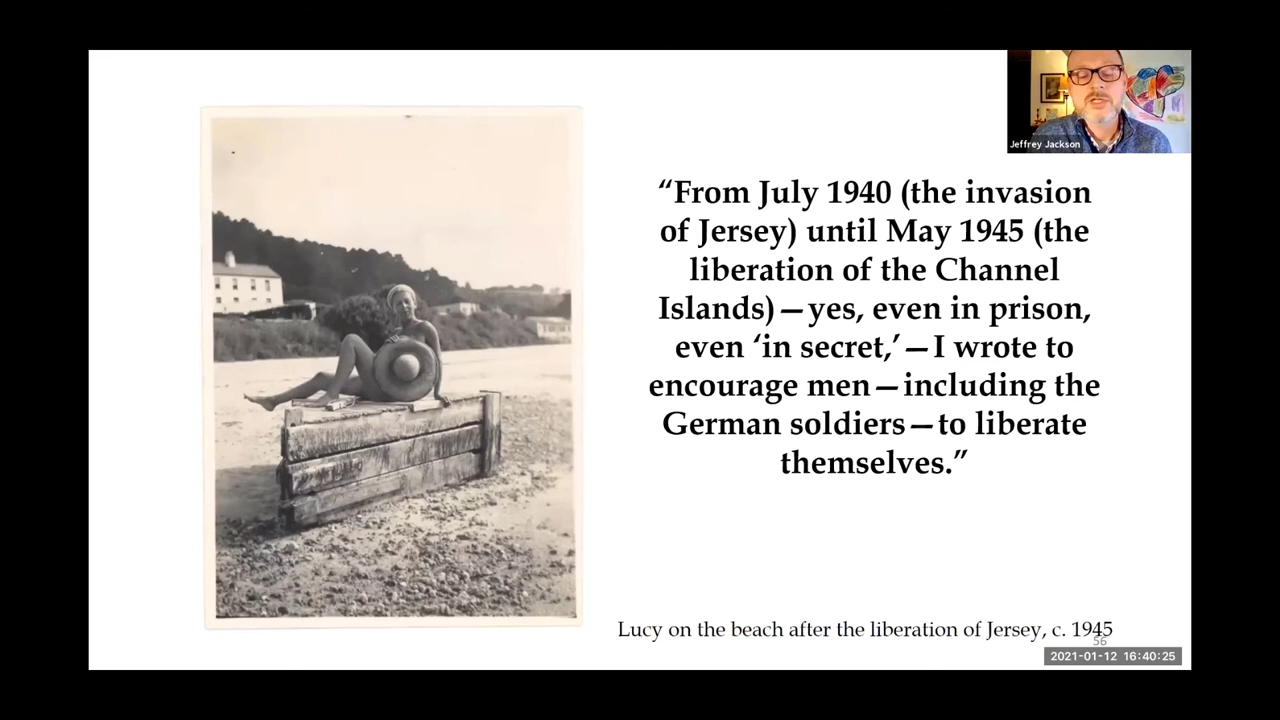 Jeffrey Jackson
“From July 1940 (the invasion
of Jersey) until May 1945 (the
liberation of the Channel
Islands)—yes, even in prison,
even ‘in secret,’—I wrote to
encourage men—including the
German soldiers—to liberate
themselves.”
Lucy on the beach after the liberation of Jersey, c. 1945
56
2021-01-12 16:40:25